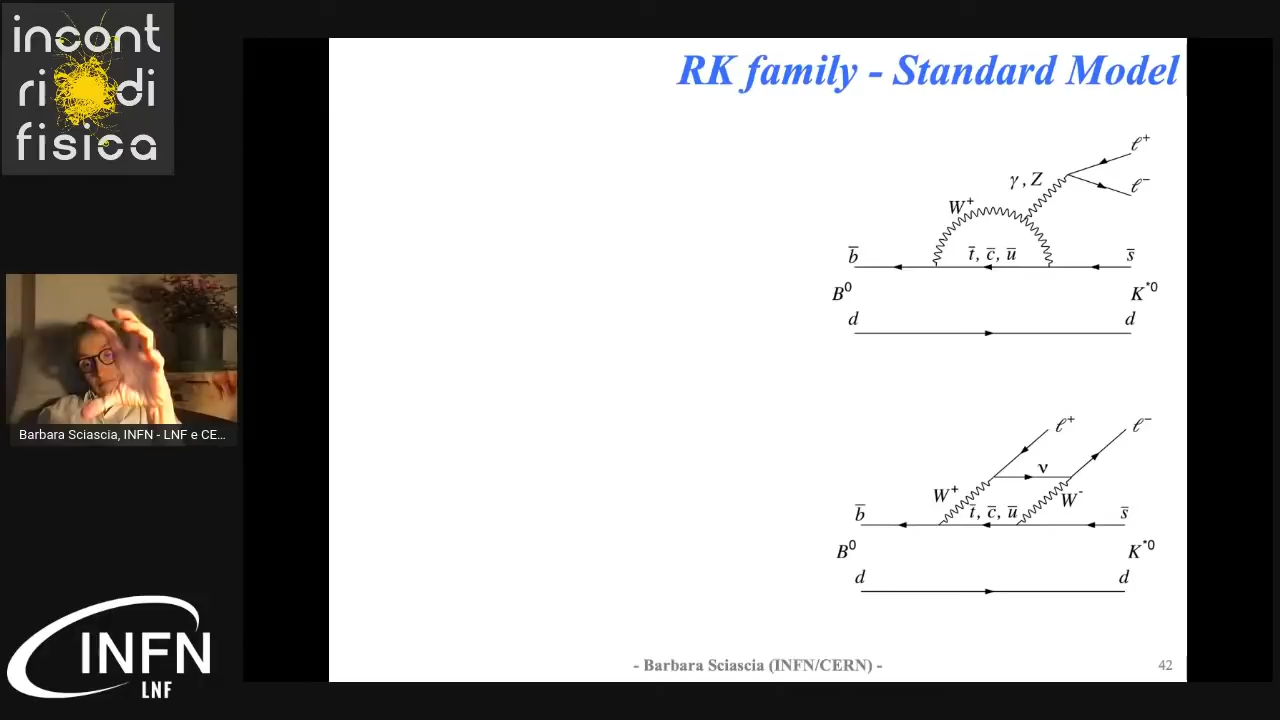 incont
ri di
fisica
RK family - Standard Model
ℓ⁺
γ, Z
ℓ⁻
W⁺
b̅
t̅, c̅, u̅
s̅
B⁰
K*⁰
d
d
Barbara Sciascia, INFN - LNF e CE...
ℓ⁺
ℓ⁻
ν
W⁺
W⁻
b̅
t̅, c̅, u̅
s̅
B⁰
K*⁰
d
d
INFN
LNF
- Barbara Sciascia (INFN/CERN) -
42